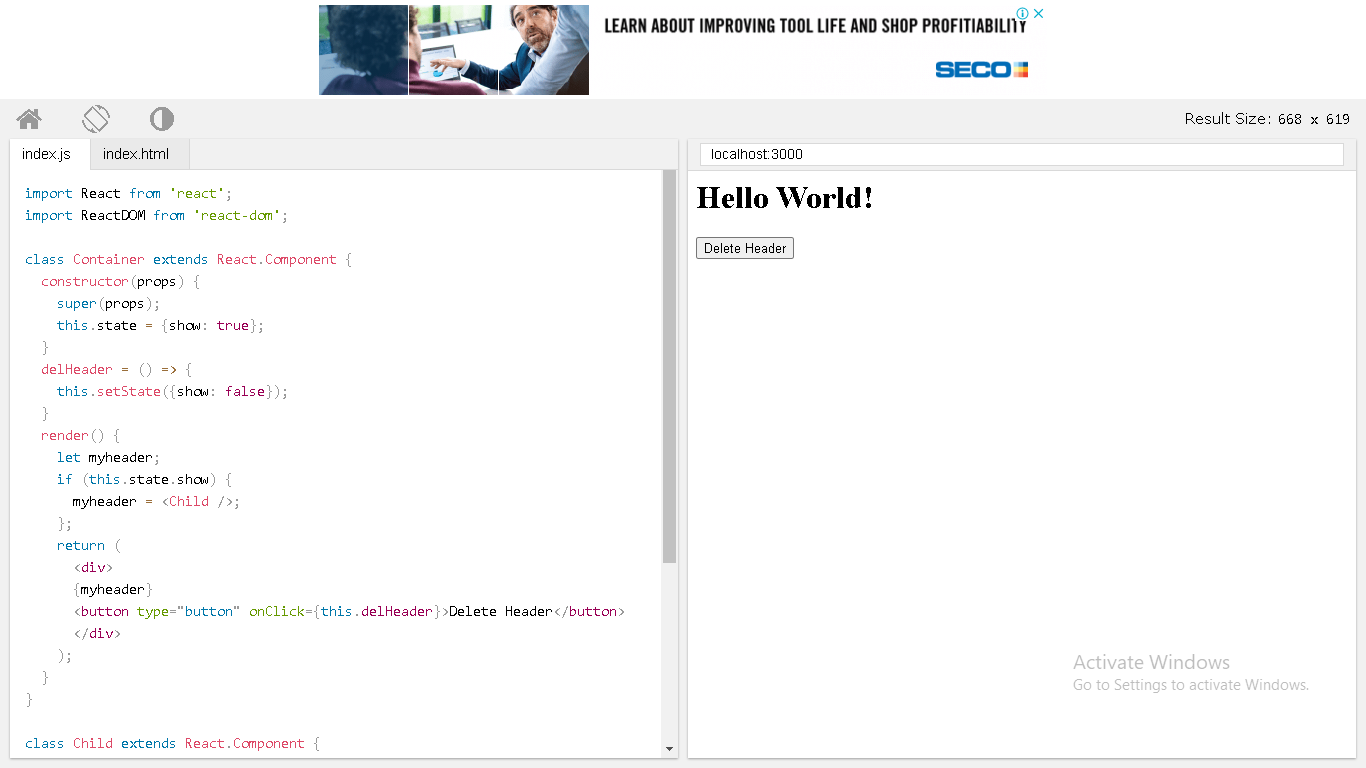 LEARN ABOUT IMPROVING TOOL LIFE AND SHOP PROFITABILITY
SECO
Result Size: 668 x 619
index.js
index.html
import React from 'react';
import ReactDOM from 'react-dom';
class Container extends React.Component {
constructor(props) {
super(props);
this.state = {show: true};
}
delHeader = () => {
this.setState({show: false});
}
render() {
let myheader;
if (this.state.show) {
myheader = <Child />;
};
return (
<div>
{myheader}
<button type="button" onClick={this.delHeader}>Delete Header</button>
</div>
);
}
}
class Child extends React.Component {
localhost:3000
Hello World!
Delete Header
Activate Windows
Go to Settings to activate Windows.